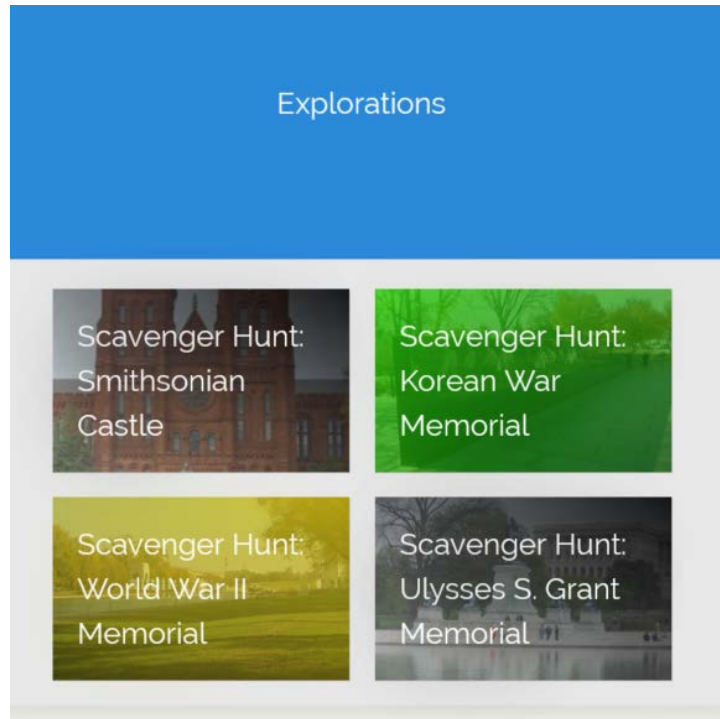 Explorations
Scavenger Hunt:
Smithsonian
Castle
Scavenger Hunt:
Korean War
Memorial
Scavenger Hunt:
World War II
Memorial
Scavenger Hunt:
Ulysses S. Grant
Memorial